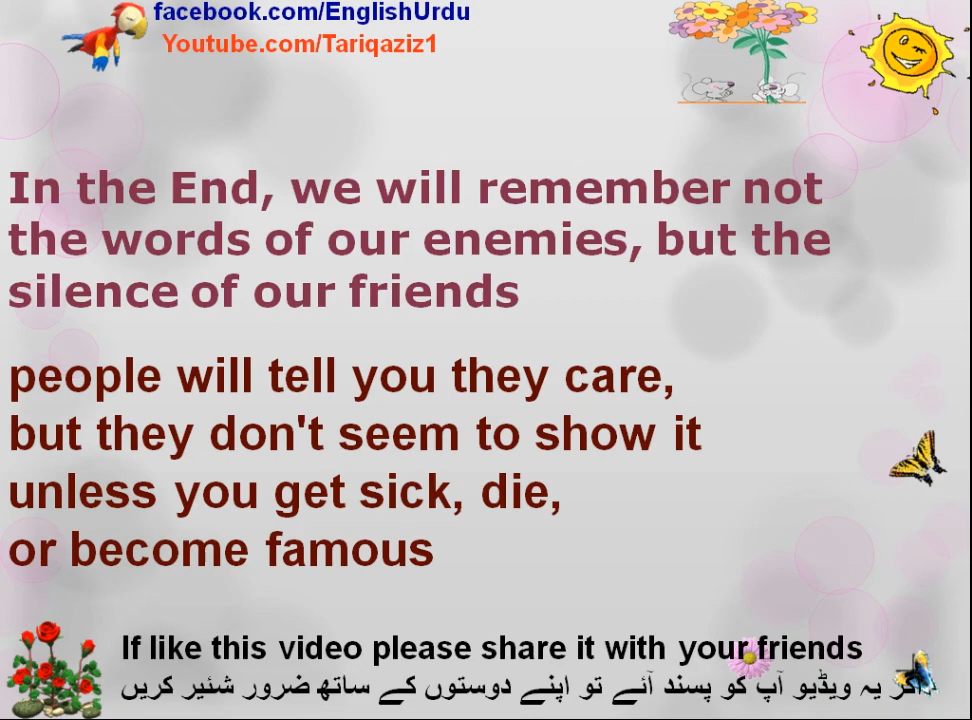 facebook.com/EnglishUrdu
Youtube.com/Tariqaziz1
In the End, we will remember not
the words of our enemies, but the
silence of our friends
people will tell you they care,
but they don't seem to show it
unless you get sick, die,
or become famous
If like this video please share it with your friends
اگر یہ ویڈیو آپ کو پسند آئے تو اپنے دوستوں کے ساتھ ضرور شئیر کریں